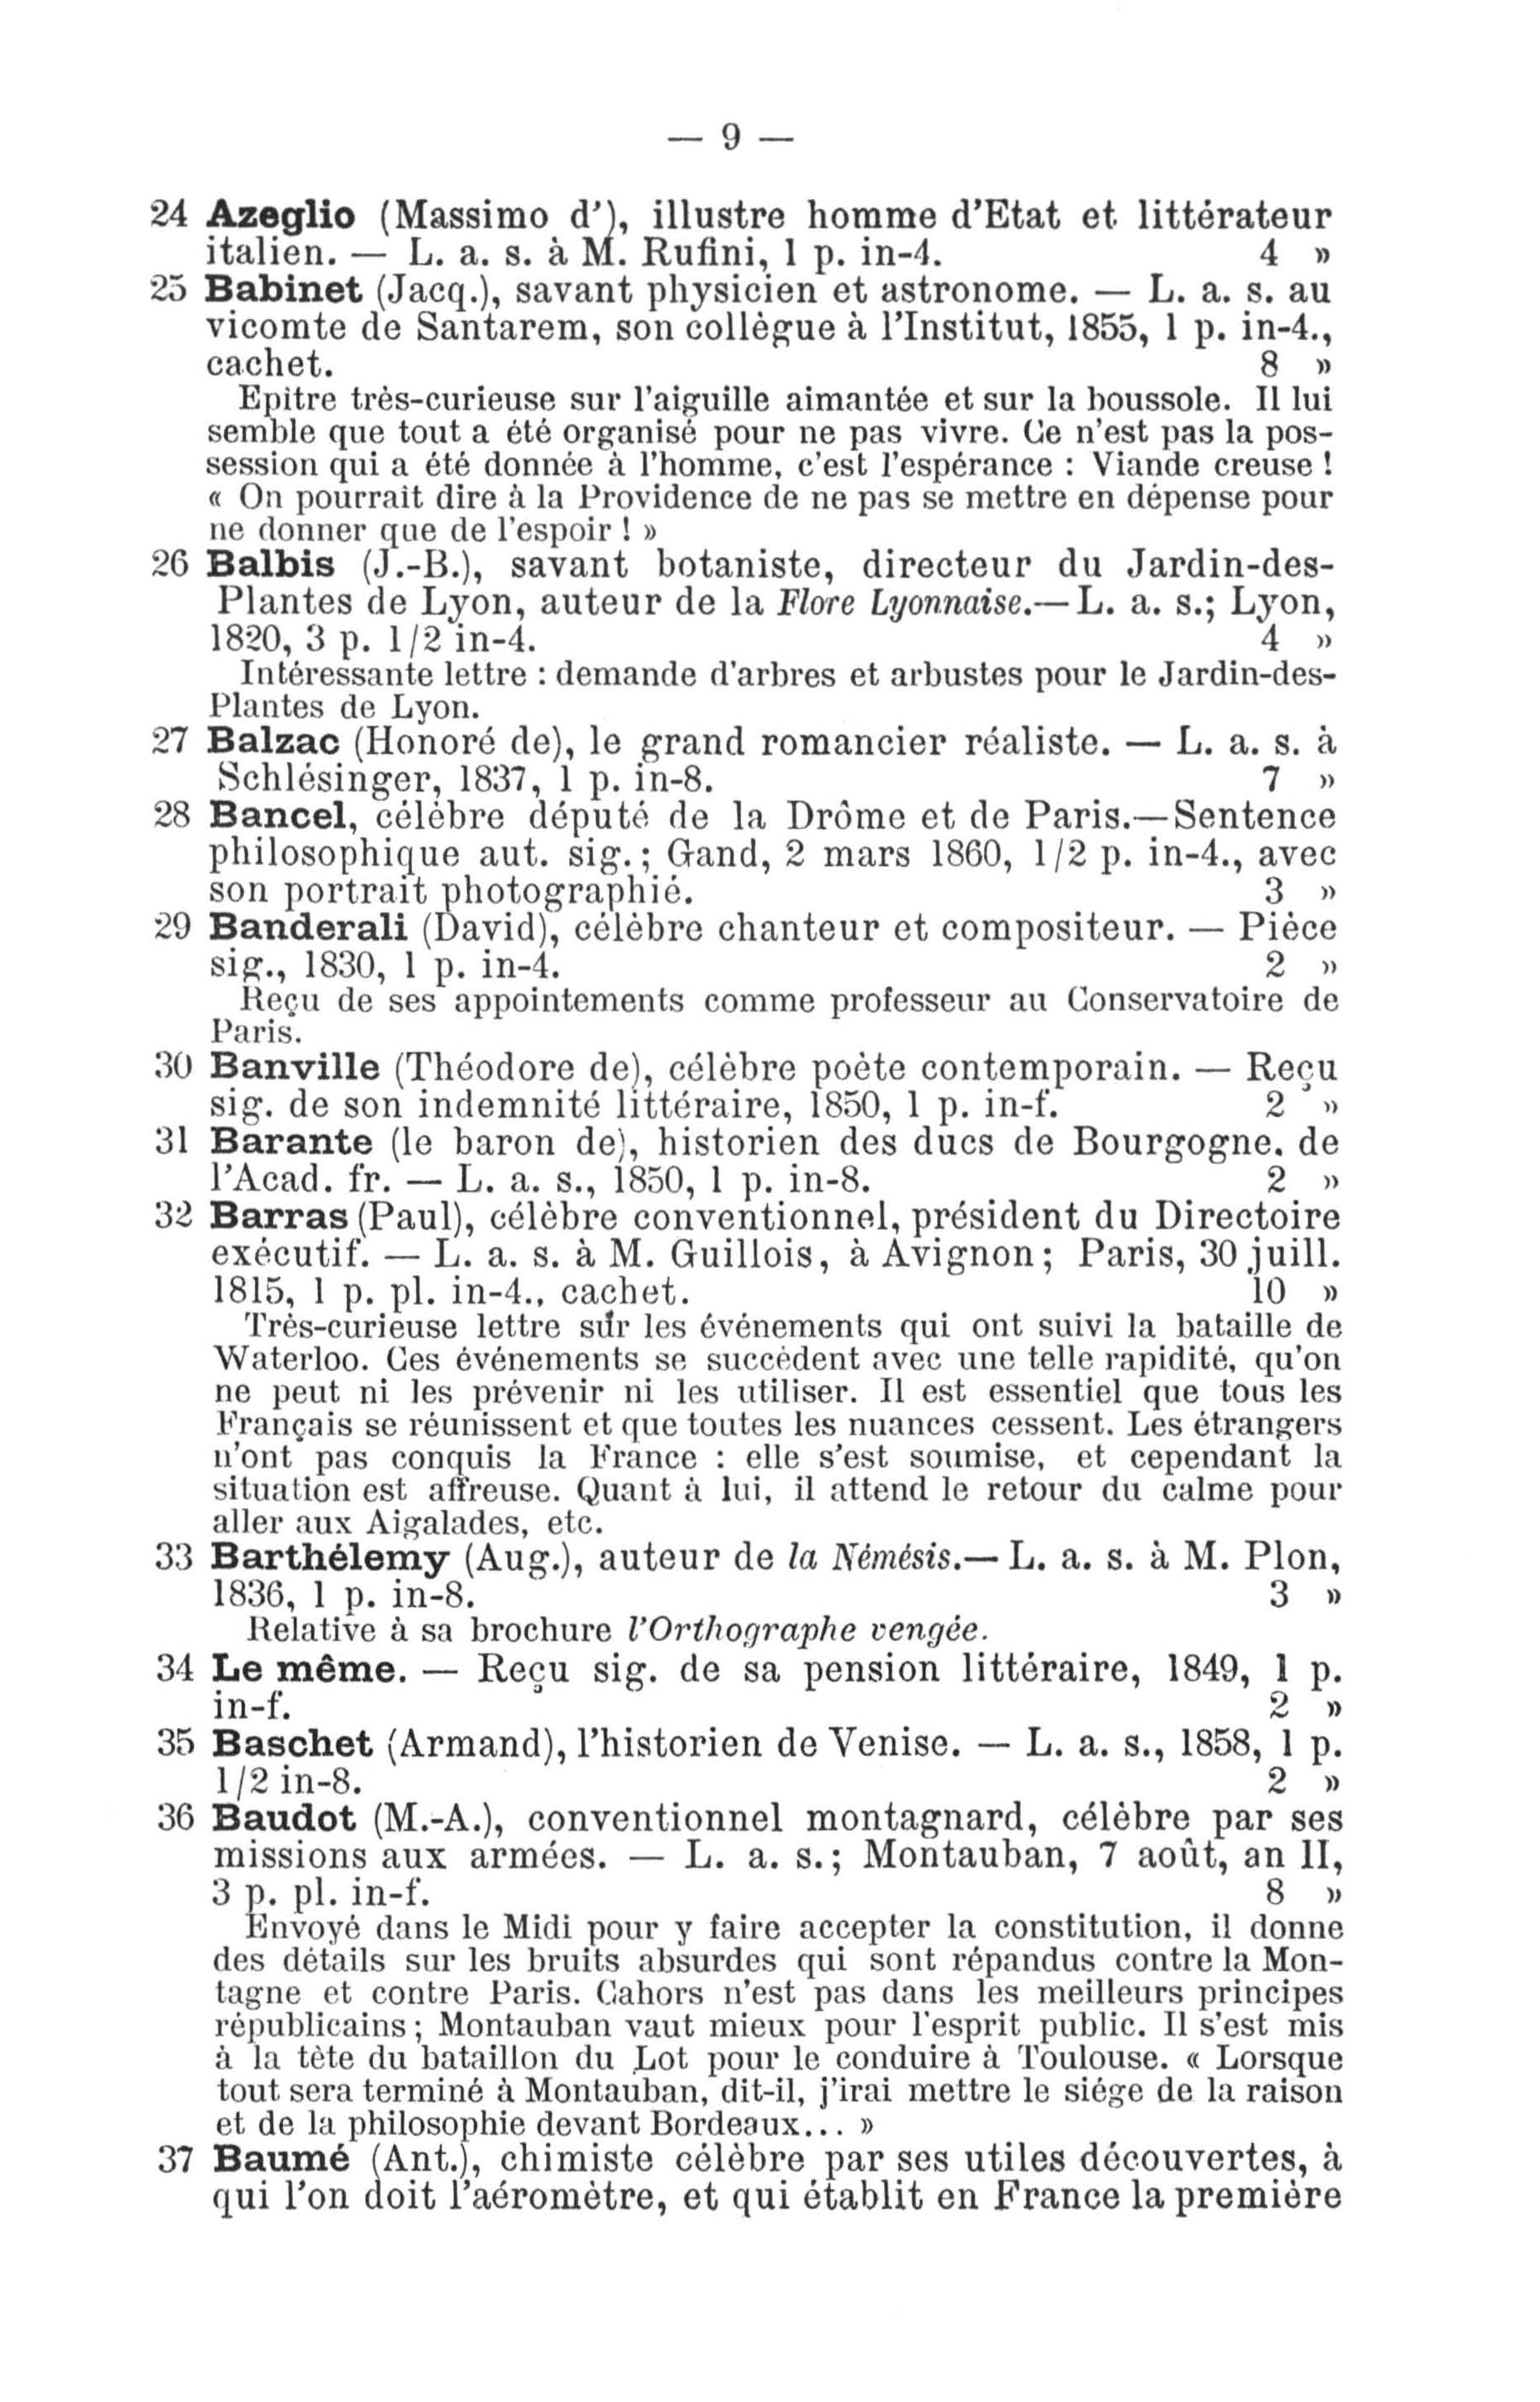 — 9 —
24 Azeglio (Massimo d'), illustre homme d'Etat et littérateur
italien. — L. a. s. à M. Rufini, 1 p. in-4. 4 »
25 Babinet (Jacq.), savant physicien et astronome. — L. a. s. au
vicomte de Santarem, son collègue à l'Institut, 1855, 1 p. in-4.,
cachet. 8 »
Epitre très-curieuse sur l'aiguille aimantée et sur la boussole. Il lui
semble que tout a été organisé pour ne pas vivre. Ce n'est pas la pos-
session qui a été donnée à l'homme, c'est l'espérance : Viande creuse !
« On pourrait dire à la Providence de ne pas se mettre en dépense pour
ne donner que de l'espoir ! »
26 Balbis (J.-B.), savant botaniste, directeur du Jardin-des-
Plantes de Lyon, auteur de la Flore Lyonnaise.— L. a. s.; Lyon,
1820, 3 p. 1/2 in-4. 4 »
Intéressante lettre : demande d'arbres et arbustes pour le Jardin-des-
Plantes de Lyon.
27 Balzac (Honoré de), le grand romancier réaliste. — L. a. s. à
Schlésinger, 1837, 1 p. in-8. 7 »
28 Bancel, célèbre député de la Drôme et de Paris.— Sentence
philosophique aut. sig.; Gand, 2 mars 1860, 1/2 p. in-4., avec
son portrait photographié. 3 »
29 Banderali (David), célèbre chanteur et compositeur. — Pièce
sig., 1830, 1 p. in-4. 2 »
Reçu de ses appointements comme professeur au Conservatoire de
Paris.
30 Banville (Théodore de), célèbre poète contemporain. — Reçu
sig. de son indemnité littéraire, 1850, 1 p. in-f. 2 »
31 Barante (le baron de), historien des ducs de Bourgogne, de
l'Acad. fr. — L. a. s., 1850, 1 p. in-8. 2 »
32 Barras (Paul), célèbre conventionnel, président du Directoire
exécutif. — L. a. s. à M. Guillois, à Avignon; Paris, 30 juill.
1815, 1 p. pl. in-4., cachet. 10 »
Très-curieuse lettre sur les événements qui ont suivi la bataille de
Waterloo. Ces événements se succèdent avec une telle rapidité, qu'on
ne peut ni les prévenir ni les utiliser. Il est essentiel que tous les
Français se réunissent et que toutes les nuances cessent. Les étrangers
n'ont pas conquis la France : elle s'est soumise, et cependant la
situation est affreuse. Quant à lui, il attend le retour du calme pour
aller aux Aigalades, etc.
33 Barthélemy (Aug.), auteur de la Némésis.— L. a. s. à M. Plon,
1836, 1 p. in-8. 3 »
Relative à sa brochure l'Orthographe vengée.
34 Le même. — Reçu sig. de sa pension littéraire, 1849, 1 p.
in-f. 2 »
35 Baschet (Armand), l'historien de Venise. — L. a. s., 1858, 1 p.
1/2 in-8. 2 »
36 Baudot (M.-A.), conventionnel montagnard, célèbre par ses
missions aux armées. — L. a. s.; Montauban, 7 août, an II,
3 p. pl. in-f. 8 »
Envoyé dans le Midi pour y faire accepter la constitution, il donne
des détails sur les bruits absurdes qui sont répandus contre la Mon-
tagne et contre Paris. Cahors n'est pas dans les meilleurs principes
républicains; Montauban vaut mieux pour l'esprit public. Il s'est mis
à la tète du bataillon du Lot pour le conduire à Toulouse. « Lorsque
tout sera terminé à Montauban, dit-il, j'irai mettre le siége de la raison
et de la philosophie devant Bordeaux... »
37 Baumé (Ant.), chimiste célèbre par ses utiles découvertes, à
qui l'on doit l'aéromètre, et qui établit en France la première